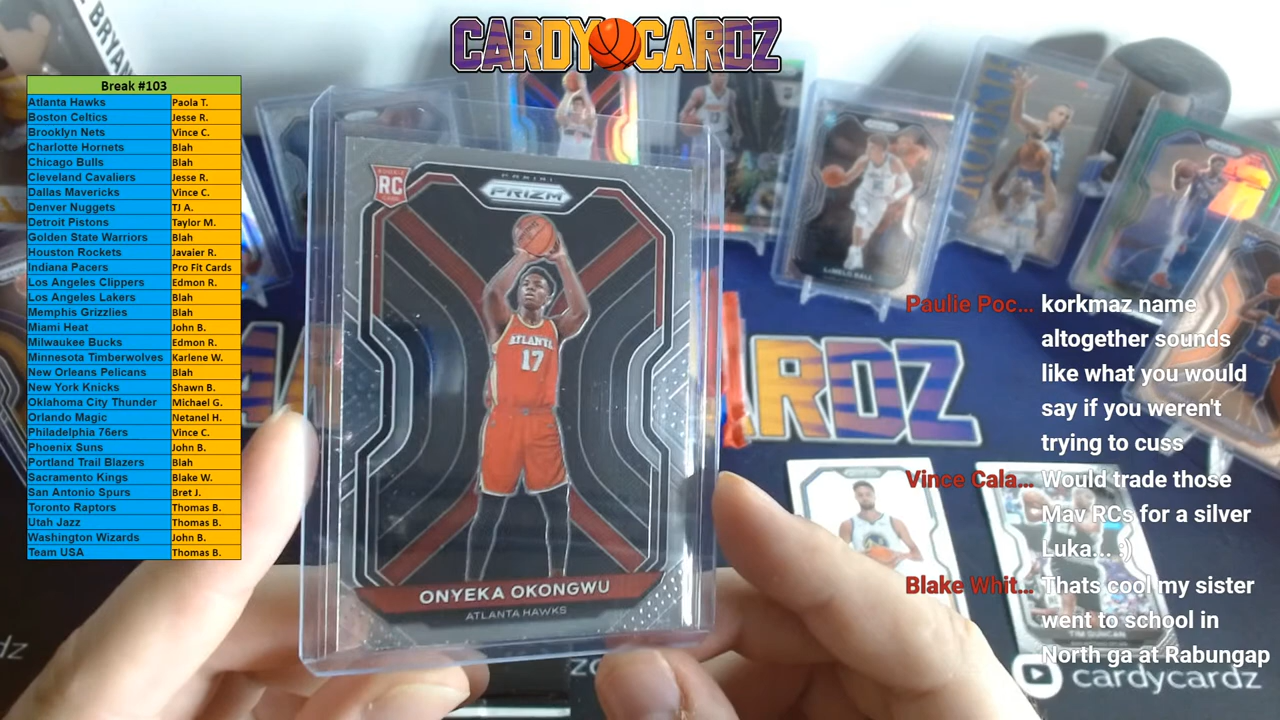 BRYAN
CARDY CARDZ
Break #103
Atlanta Hawks Paola T.
Boston Celtics Jesse R.
Brooklyn Nets Vince C.
Charlotte Hornets Blah
Chicago Bulls Blah
Cleveland Cavaliers Jesse R.
Dallas Mavericks Vince C.
Denver Nuggets TJ A.
Detroit Pistons Taylor M.
Golden State Warriors Blah
Houston Rockets Javaier R.
Indiana Pacers Pro Fit Cards
Los Angeles Clippers Edmon R.
Los Angeles Lakers Blah
Memphis Grizzlies Blah
Miami Heat John B.
Milwaukee Bucks Edmon R.
Minnesota Timberwolves Karlene W.
New Orleans Pelicans Blah
New York Knicks Shawn B.
Oklahoma City Thunder Michael G.
Orlando Magic Netanel H.
Philadelphia 76ers Vince C.
Phoenix Suns John B.
Portland Trail Blazers Blah
Sacramento Kings Blake W.
San Antonio Spurs Bret J.
Toronto Raptors Thomas B.
Utah Jazz Thomas B.
Washington Wizards John B.
Team USA Thomas B.
RC
PANINI
PRIZM
ATLANTA
17
ONYEKA OKONGWU
ATLANTA HAWKS
LAMELO BALL
ROOKIE
ARDZ
Paulie Poc... korkmaz name
altogether sounds
like what you would
say if you weren't
trying to cuss
Vince Cala... Would trade those
Mav RCs for a silver
Luka... ;)
Blake Whit... Thats cool my sister
went to school in
North ga at Rabungap
TIM DUNCAN
cardycardz